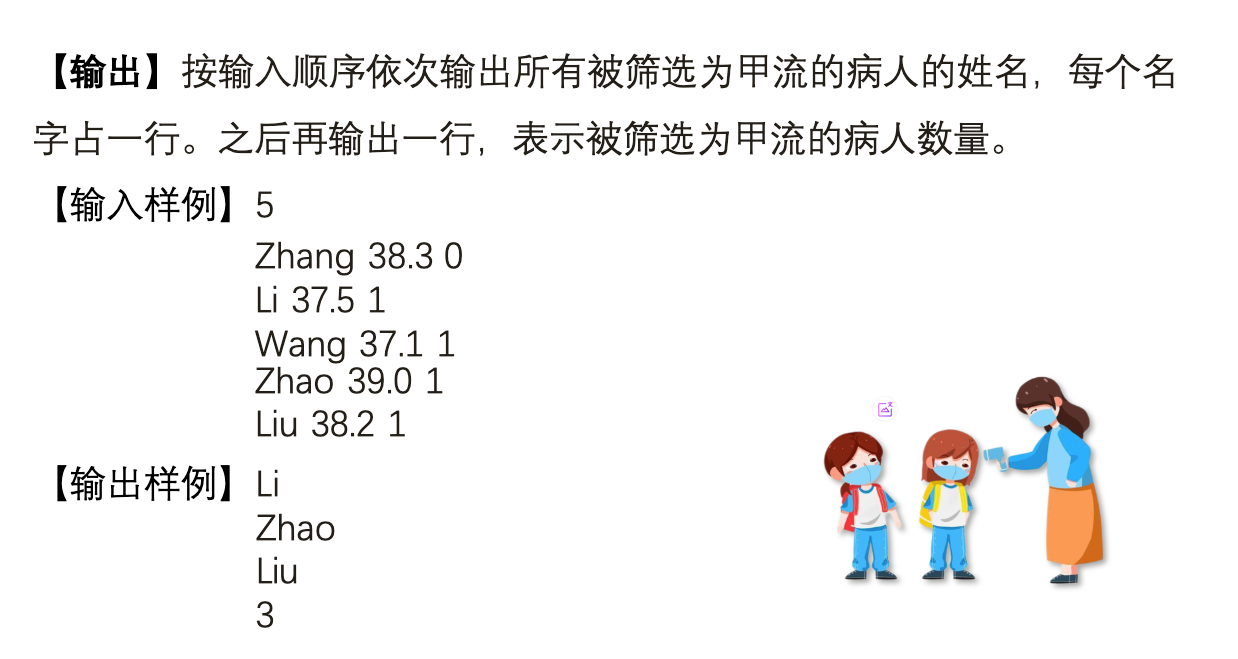 【输出】按输入顺序依次输出所有被筛选为甲流的病人的姓名，每个名
字占一行。之后再输出一行，表示被筛选为甲流的病人数量。
【输入样例】5
Zhang 38.3 0
Li 37.5 1
Wang 37.1 1
Zhao 39.0 1
Liu 38.2 1
【输出样例】Li
Zhao
Liu
3